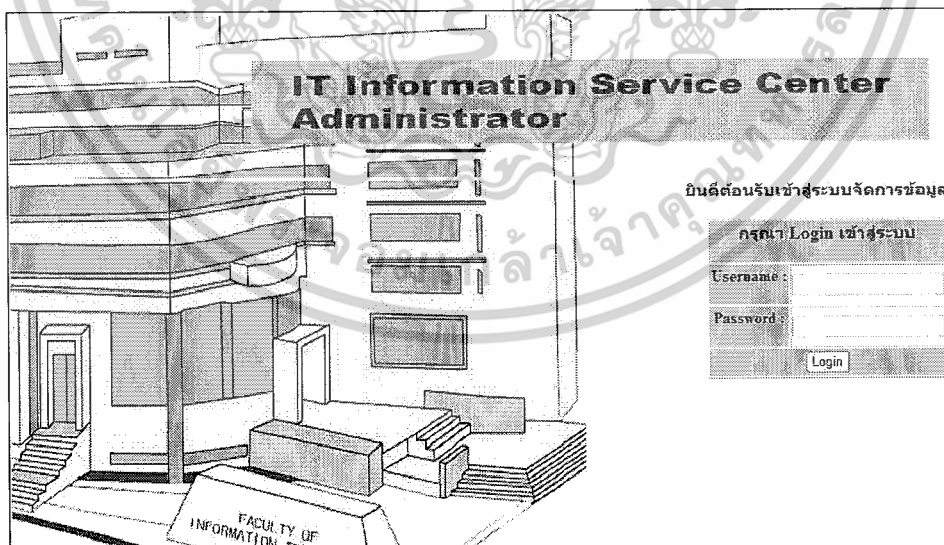 IT Information Service Center
Administrator
ยินดีต้อนรับเข้าสู่ระบบจัดการข้อมูล
กรุณา Login เข้าสู่ระบบ
Username :
Password :
Login
FACULTY OF
INFORMATION